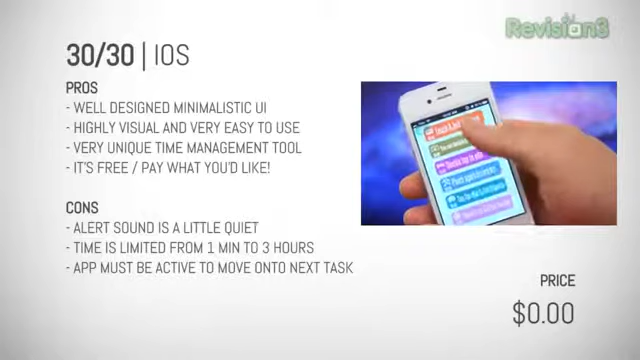 Revision3
30/30 | IOS
PROS
- WELL DESIGNED MINIMALISTIC UI
- HIGHLY VISUAL AND VERY EASY TO USE
- VERY UNIQUE TIME MANAGEMENT TOOL
- IT'S FREE / PAY WHAT YOU'D LIKE!
CONS
- ALERT SOUND IS A LITTLE QUIET
- TIME IS LIMITED FROM 1 MIN TO 3 HOURS
- APP MUST BE ACTIVE TO MOVE ONTO NEXT TASK
PRICE
$0.00